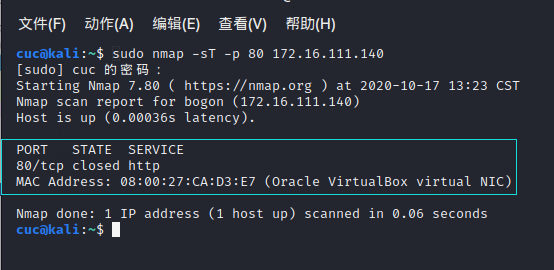 文件(F) 动作(A) 编辑(E) 查看(V) 帮助(H)
cuc@kali:~$ sudo nmap -sT -p 80 172.16.111.140
[sudo] cuc 的密码：
Starting Nmap 7.80 ( https://nmap.org ) at 2020-10-17 13:23 CST
Nmap scan report for bogon (172.16.111.140)
Host is up (0.00036s latency).
PORT   STATE  SERVICE
80/tcp closed http
MAC Address: 08:00:27:CA:D3:E7 (Oracle VirtualBox virtual NIC)
Nmap done: 1 IP address (1 host up) scanned in 0.06 seconds
cuc@kali:~$